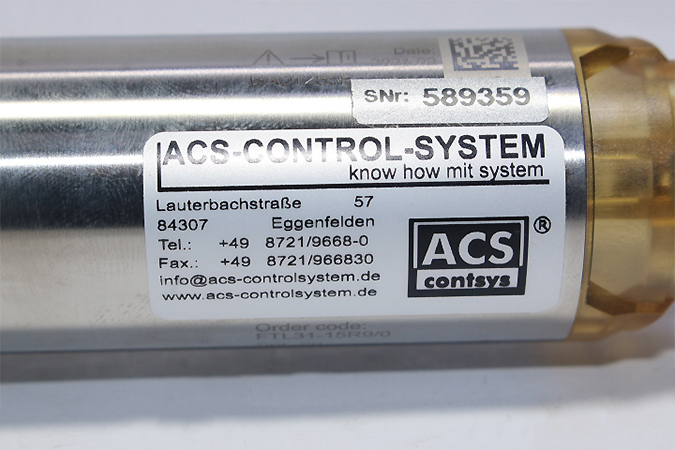 Date:
SNr: 589359
ACS-CONTROL-SYSTEM
know how mit system
Lauterbachstraße 57
84307 Eggenfelden
Tel.: +49 8721/9668-0
Fax.: +49 8721/966830
info@acs-controlsystem.de
www.acs-controlsystem.de
ACS ®
contsys
Order code: